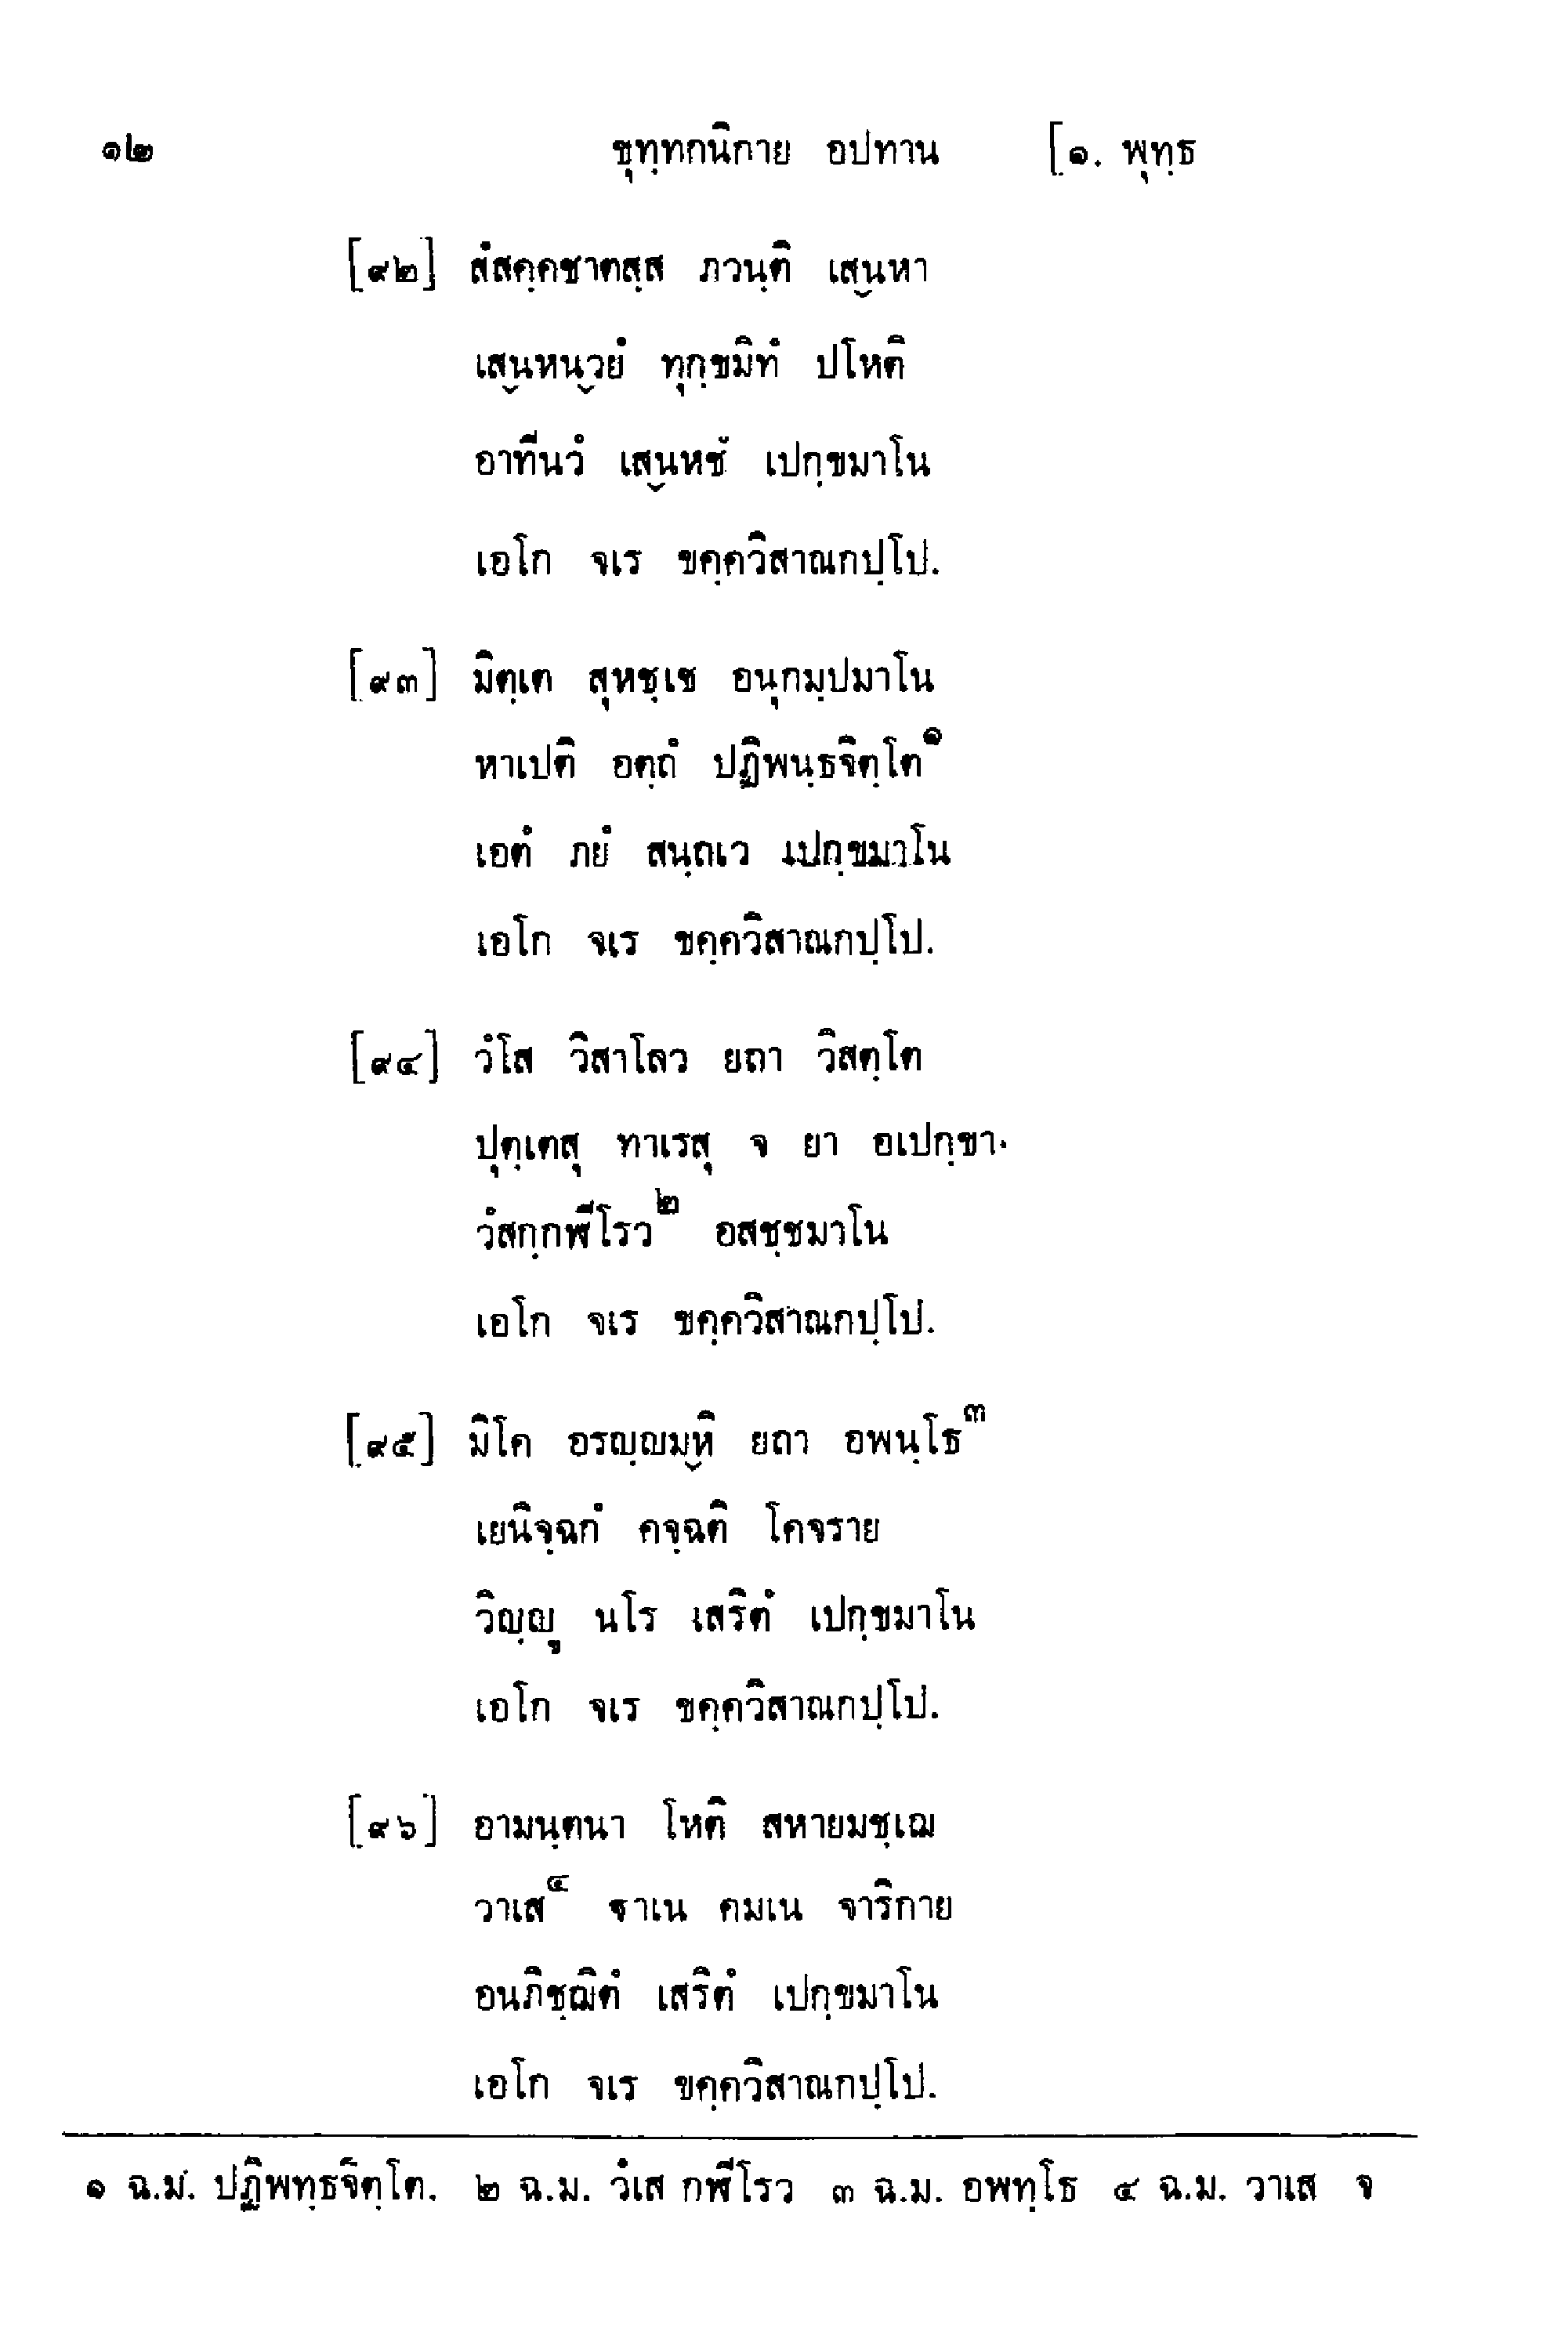 ๑๒ ขุทฺทกนิกาย อปทาน [๑. พุทฺธ
[๙๒] สํสคฺคชาตสฺส ภวนฺติ เสฺนหา
เสฺนหนฺวยํ ทุกฺขมิทํ ปโหติ
อาทีนวํ เสฺนหชํ เปกฺขมาโน
เอโก จเร ขคฺควิสาณกปฺโป.
[๙๓] มิตฺเต สุหชฺเช อนุกมฺปมาโน
หาเปติ อตฺถํ ปฏิพนฺธจิตฺโต๑
เอตํ ภยํ สนฺถเว เปกฺขมาโน
เอโก จเร ขคฺควิสาณกปฺโป.
[๙๔] วํโส วิสาโลว ยถา วิสตฺโต
ปุตฺเตสุ ทาเรสุ จ ยา อเปกฺขา
วํสกฺกฬีโรว๒ อสชฺชมาโน
เอโก จเร ขคฺควิสาณกปฺโป.
[๙๕] มิโค อรญฺญมฺหิ ยถา อพนฺโธ๓
เยนิจฺฉกํ คจฺฉติ โคจราย
วิญฺญู นโร เสริตํ เปกฺขมาโน
เอโก จเร ขคฺควิสาณกปฺโป.
[๙๖] อามนฺตนา โหติ สหายมชฺเฌ
วาเส๔ ฐาเน คมเน จาริกาย
อนภิชฺฌิตํ เสริตํ เปกฺขมาโน
เอโก จเร ขคฺควิสาณกปฺโป.
๑ ฉ.ม. ปฏิพทฺธจิตฺโต. ๒ ฉ.ม. วํเส กฬีโรว ๓ ฉ.ม. อพทฺโธ ๔ ฉ.ม. วาเส จ